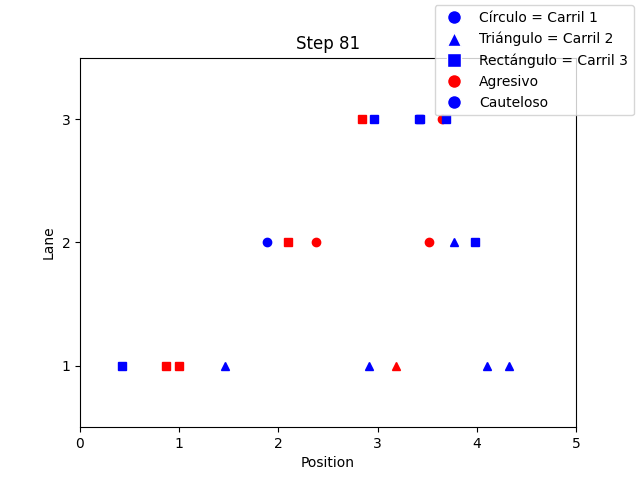 Step 81
Círculo = Carril 1
Triángulo = Carril 2
Rectángulo = Carril 3
Agresivo
Cauteloso
Lane
3
2
1
0 1 2 3 4 5
Position